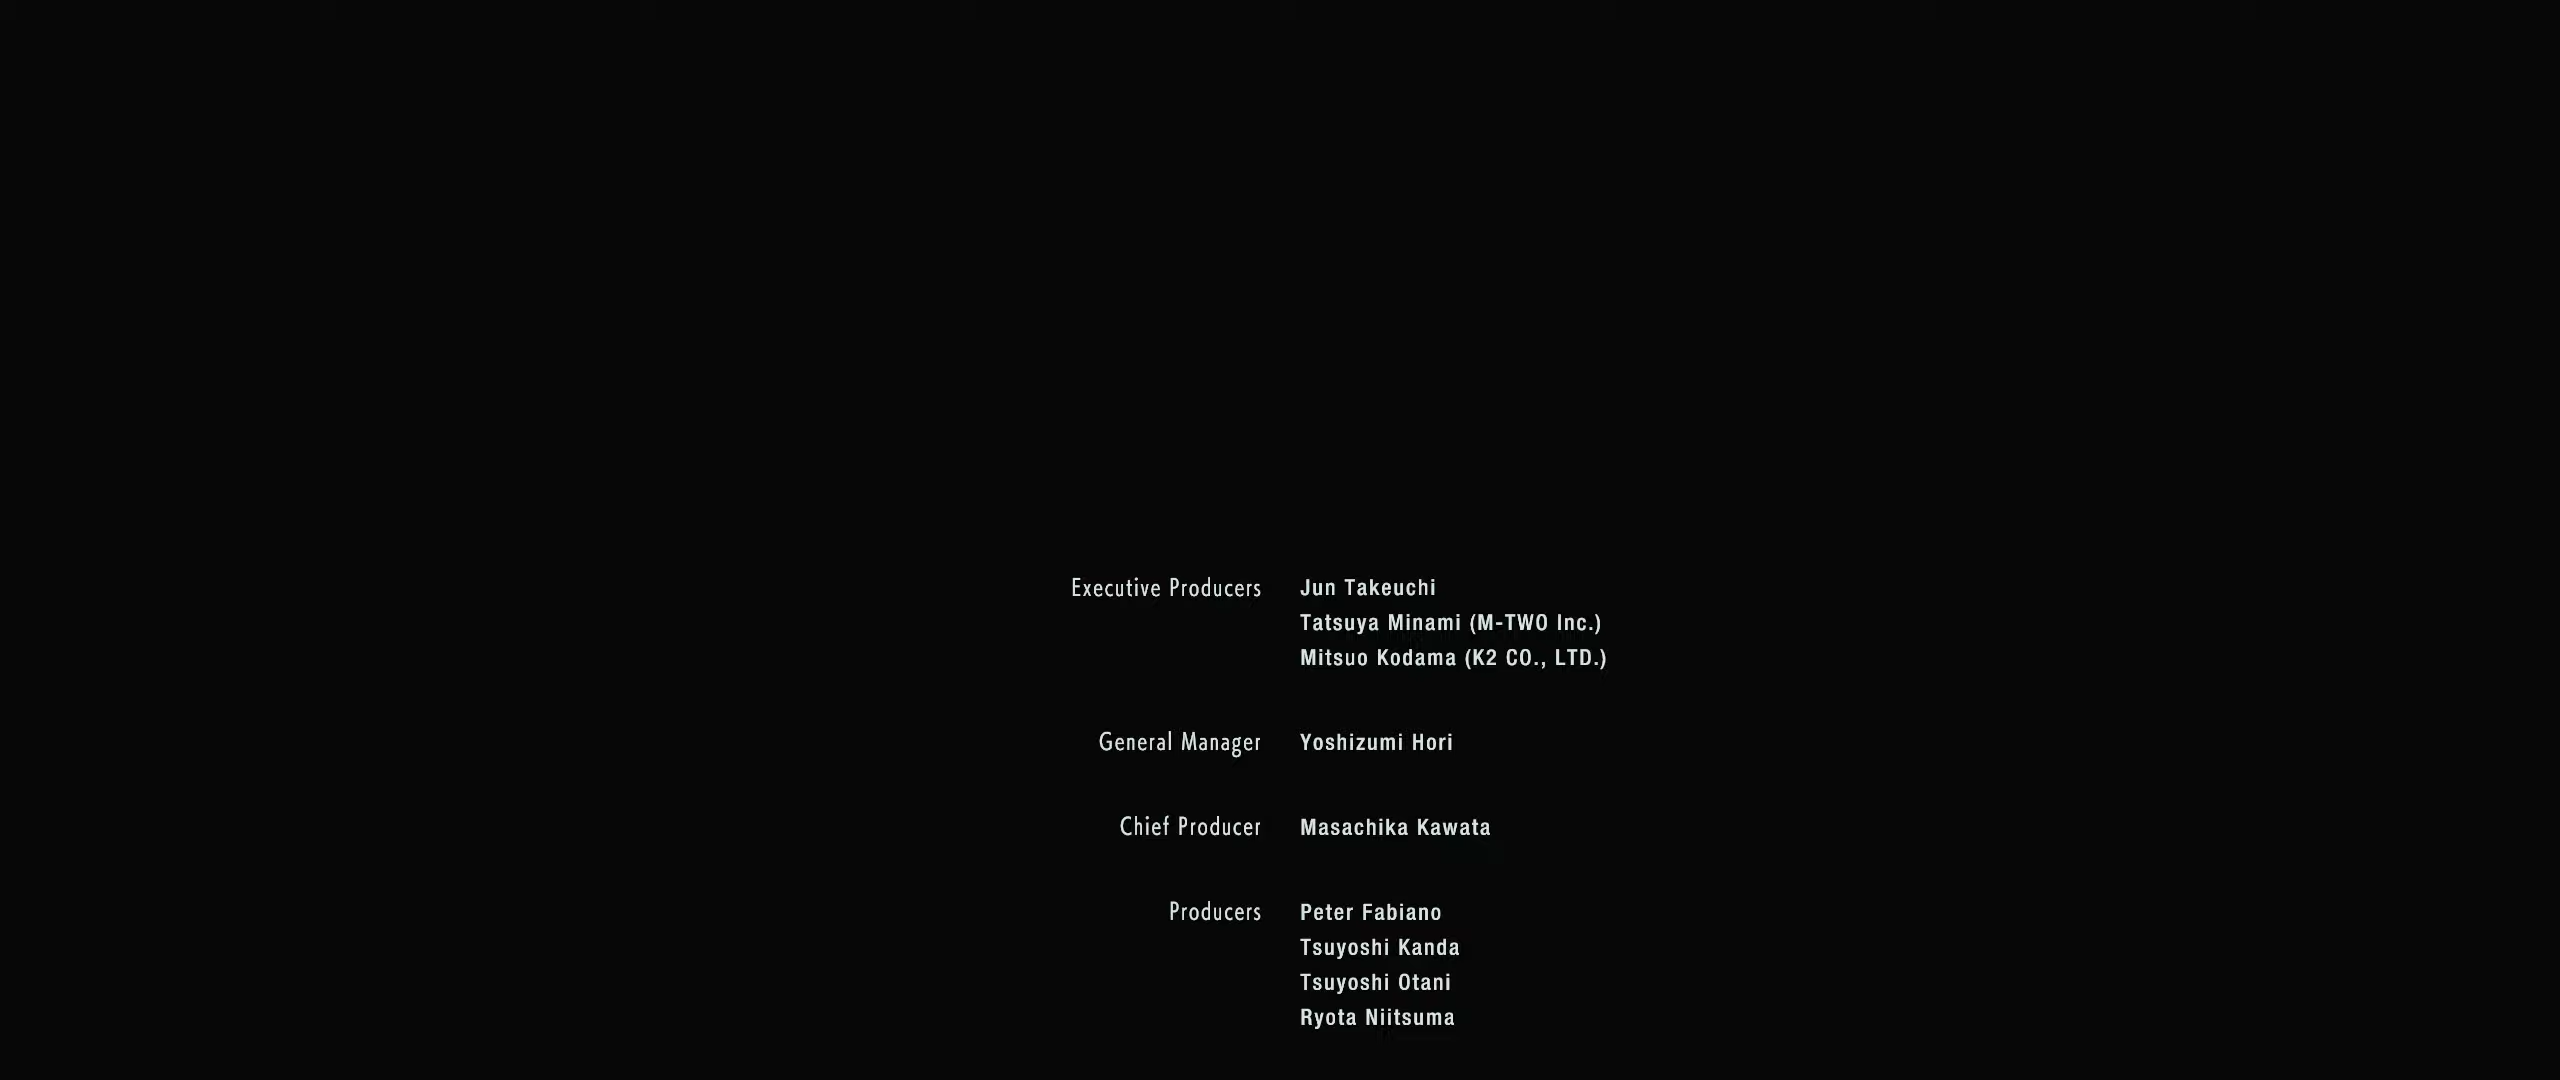 Executive Producers Jun Takeuchi
Tatsuya Minami (M-TWO Inc.)
Mitsuo Kodama (K2 CO., LTD.)
General Manager Yoshizumi Hori
Chief Producer Masachika Kawata
Producers Peter Fabiano
Tsuyoshi Kanda
Tsuyoshi Otani
Ryota Niitsuma